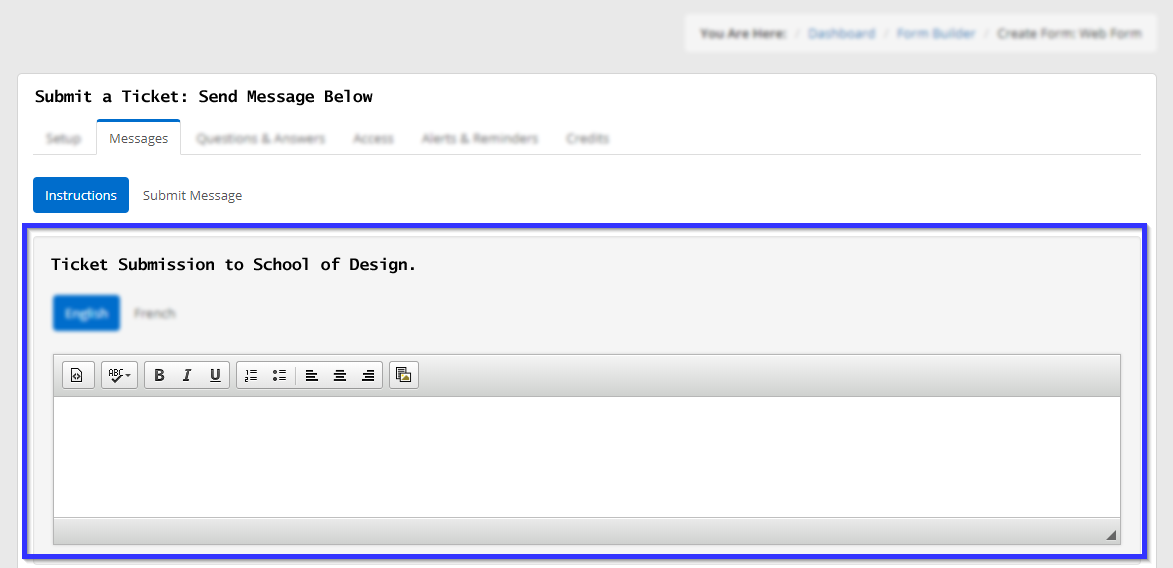 You Are Here: / Dashboard / Form Builder / Create Form: Web Form
Submit a Ticket: Send Message Below
Setup Messages Questions & Answers Access Alerts & Reminders Credits
Instructions Submit Message
Ticket Submission to School of Design.
English French
ABC B I U